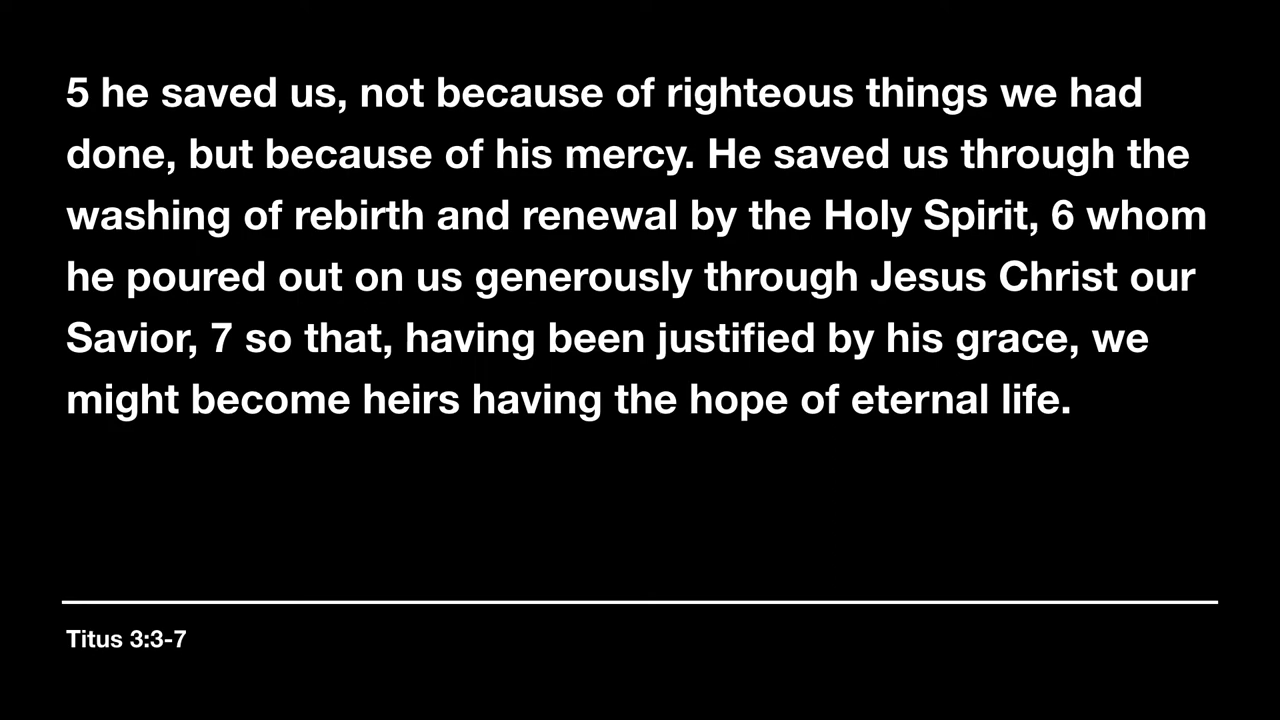 5 he saved us, not because of righteous things we had
done, but because of his mercy. He saved us through the
washing of rebirth and renewal by the Holy Spirit, 6 whom
he poured out on us generously through Jesus Christ our
Savior, 7 so that, having been justified by his grace, we
might become heirs having the hope of eternal life.
Titus 3:3-7